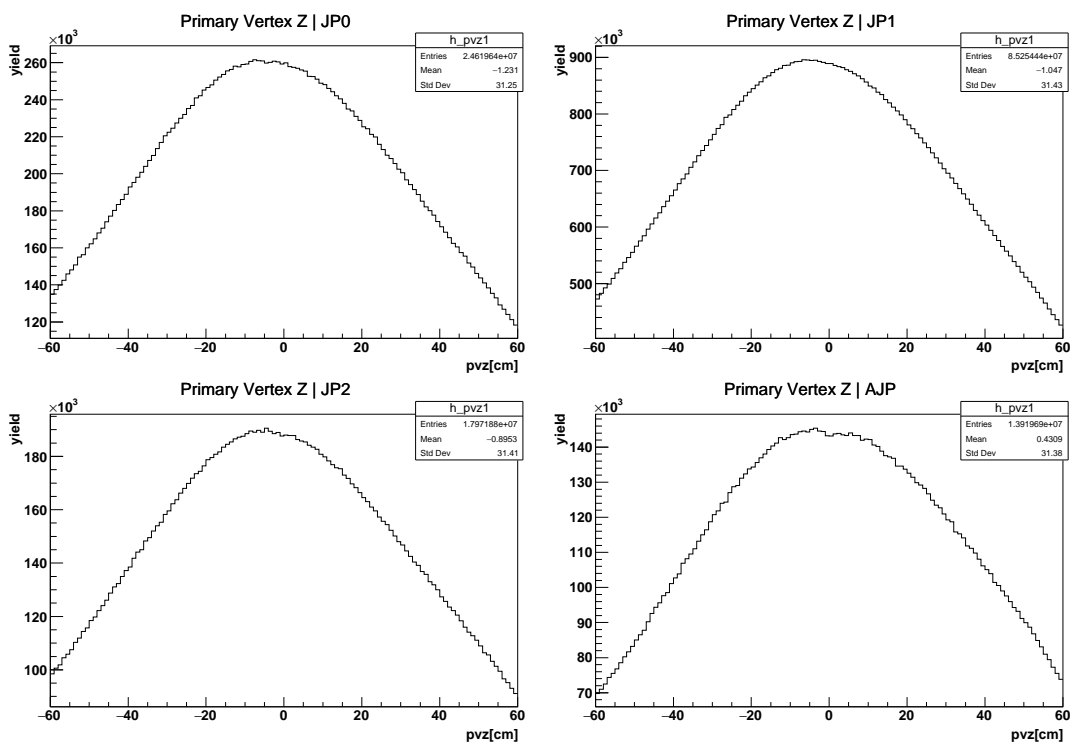 Primary Vertex Z | JP0
×10³
yield
h_pvz1
Entries 2.461964e+07
Mean −1.231
Std Dev 31.25
260
240
220
200
180
160
140
120
−60 −40 −20 0 20 40 60
pvz[cm]
Primary Vertex Z | JP1
×10³
yield
h_pvz1
Entries 8.525444e+07
Mean −1.047
Std Dev 31.43
900
800
700
600
500
−60 −40 −20 0 20 40 60
pvz[cm]
Primary Vertex Z | JP2
×10³
yield
h_pvz1
Entries 1.797188e+07
Mean −0.8953
Std Dev 31.41
180
160
140
120
100
−60 −40 −20 0 20 40 60
pvz[cm]
Primary Vertex Z | AJP
×10³
yield
h_pvz1
Entries 1.391969e+07
Mean 0.4309
Std Dev 31.38
140
130
120
110
100
90
80
70
−60 −40 −20 0 20 40 60
pvz[cm]